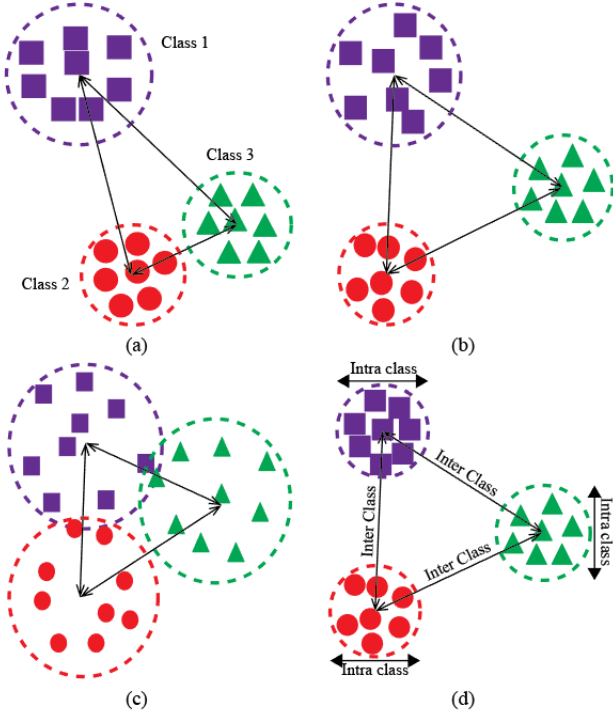 Class 1
Class 3
Class 2
(a)
(b)
Intra class
Inter Class
Inter Class
Intra class
Inter Class
Intra class
(c)
(d)